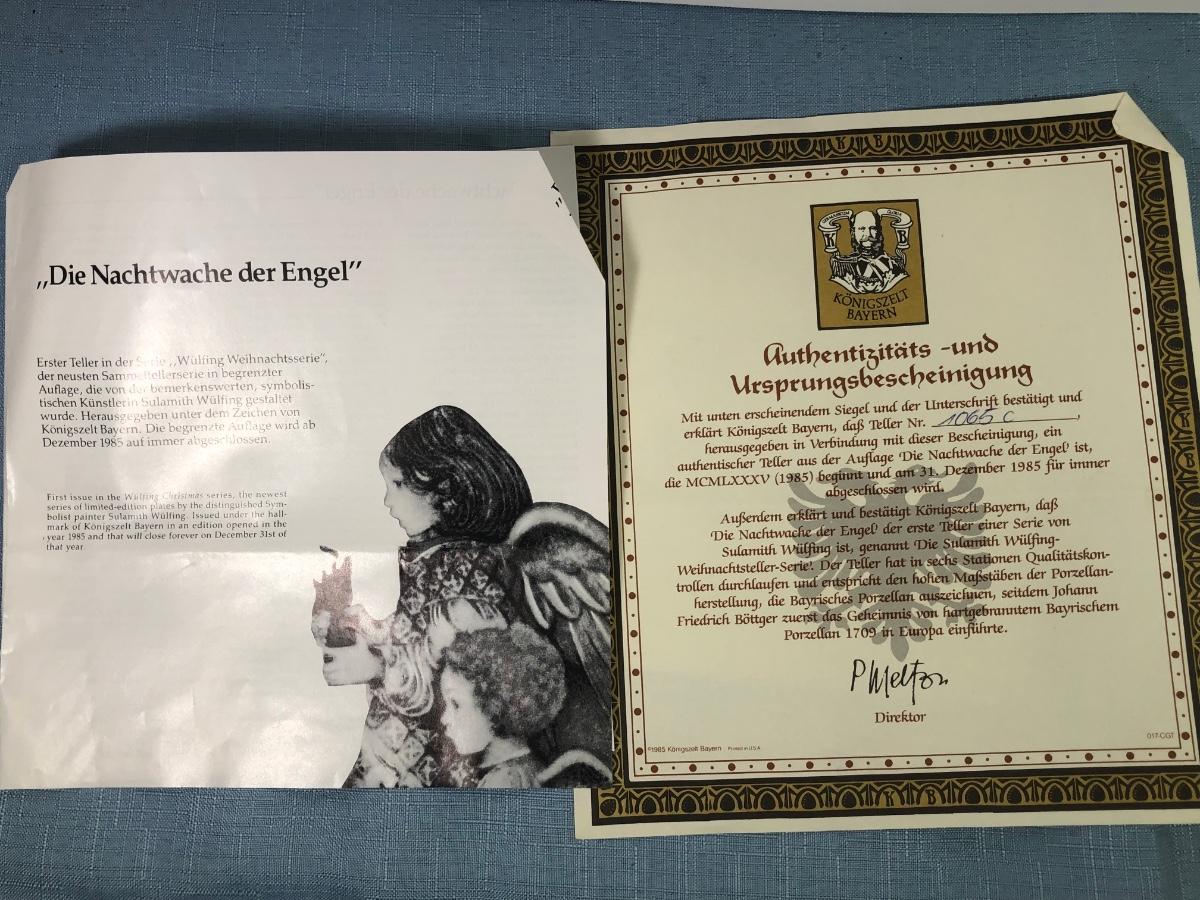 „Die Nachtwache der Engel”
Erster Teller in der Serie „Wülfing Weihnachtsserie”,
der neusten Sammeltellerserie in begrenzter
Auflage, die von der bemerkenswerten, symbolis-
tischen Künstlerin Sulamith Wülfing gestaltet
wurde. Herausgegeben unter dem Zeichen von
Königszelt Bayern. Die begrenzte Auflage wird ab
Dezember 1985 auf immer abgeschlossen.
First issue in the Wülfing Christmas series, the newest
series of limited-edition plates by the distinguished Sym-
bolist painter Sulamith Wülfing. Issued under the hall-
mark of Königszelt Bayern in an edition opened in the
year 1985 and that will close forever on December 31st of
that year.
K B
K B
KÖNIGSZELT
BAYERN
Authentizitäts -und
Ursprungsbescheinigung
Mit unten erscheinendem Siegel und der Unterschrift bestätigt und
erklärt Königszelt Bayern, daß Teller Nr. 1065 C,
herausgegeben in Verbindung mit dieser Bescheinigung, ein
authentischer Teller aus der Auflage 'Die Nachtwache der Engel' ist,
die MCMLXXXV (1985) beginnt und am 31. Dezember 1985 für immer
abgeschlossen wird.
Außerdem erklärt und bestätigt Königszelt Bayern, daß
'Die Nachtwache der Engel' der erste Teller einer Serie von
Sulamith Wülfing ist, genannt 'Die Sulamith Wülfing-
Weihnachtsteller-Serie'. Der Teller hat in sechs Stationen Qualitätskon-
trollen durchlaufen und entspricht den hohen Maßstäben der Porzellan-
herstellung, die Bayrisches Porzellan auszeichnen, seitdem Johann
Friedrich Böttger zuerst das Geheimnis von hartgebranntem Bayrischem
Porzellan 1709 in Europa einführte.
P Melton
Direktor
©1985 Königszelt Bayern Printed in U.S.A.
017-CGT
K B